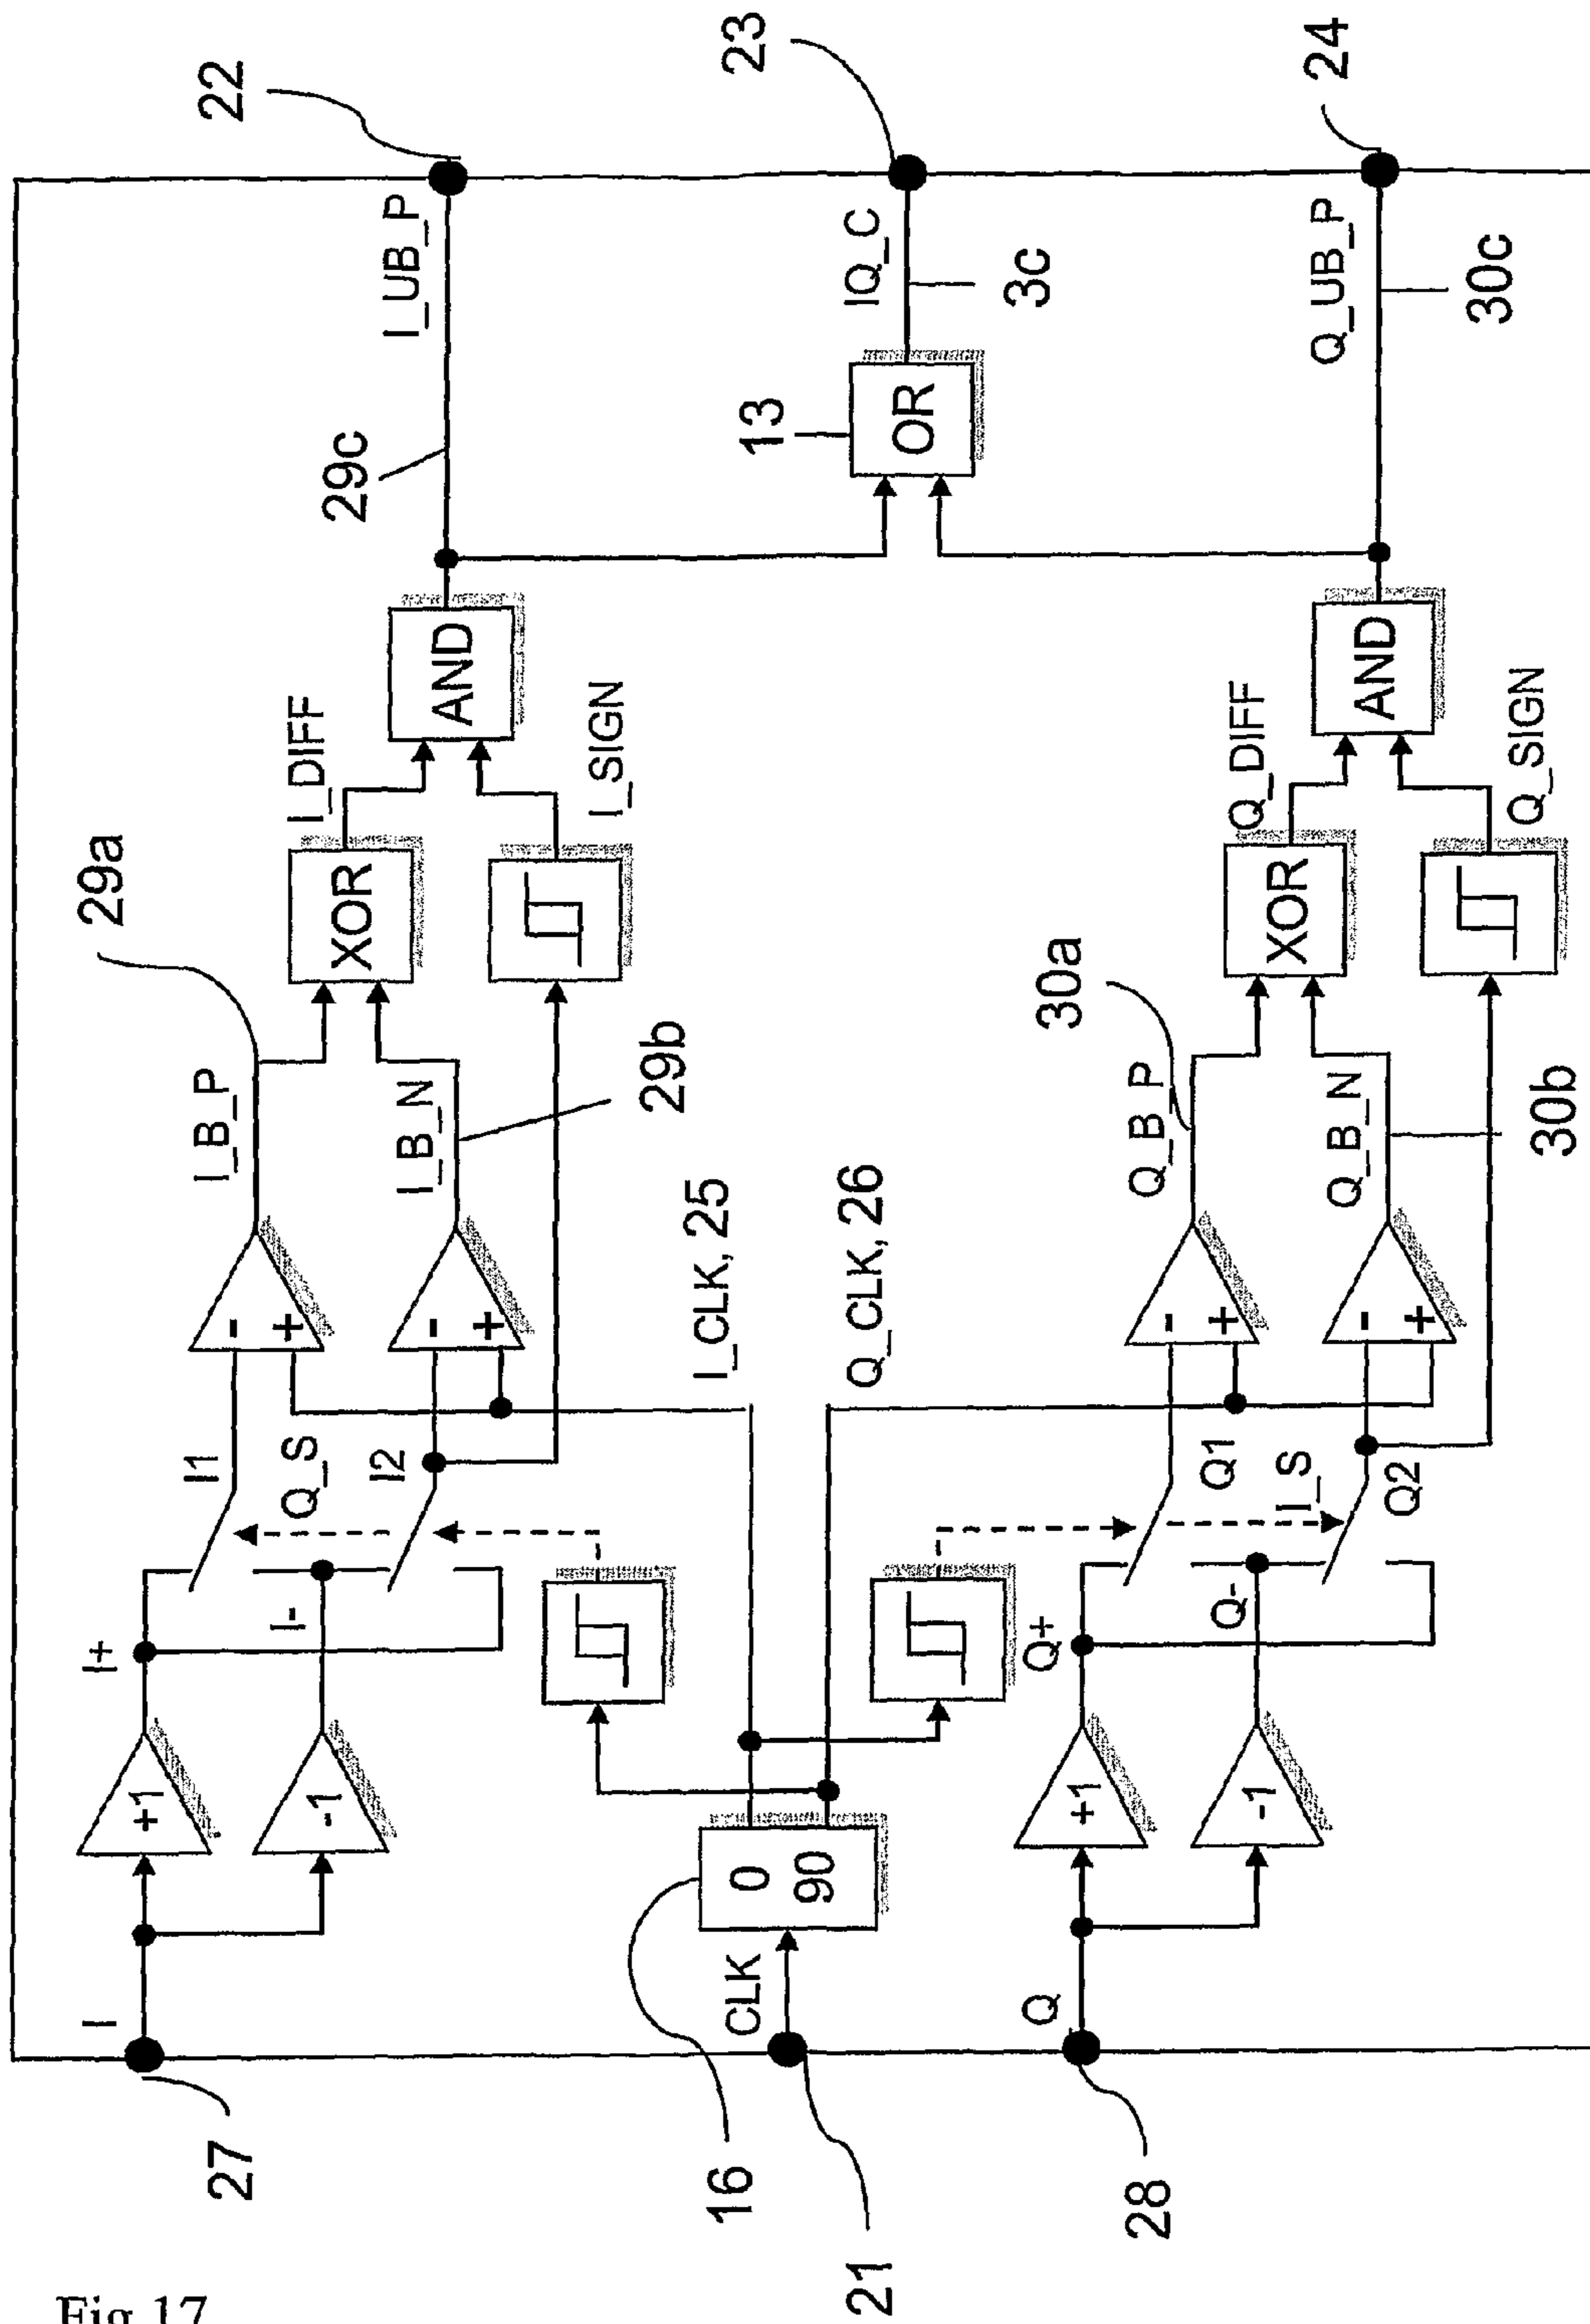 27
I
+1
-1
I+
I-
I1
Q_S
I2
-
+
-
+
I_B_P
I_B_N
29a
29b
XOR
I_DIFF
I_SIGN
AND
29c
I_UB_P
22
16
21
CLK
0
90
I_CLK, 25
Q_CLK, 26
13
OR
IQ_C
3c
23
28
Q
+1
-1
Q+
Q-
Q1
I_S
Q2
-
+
-
+
Q_B_P
Q_B_N
30a
30b
XOR
Q_DIFF
Q_SIGN
AND
Q_UB_P
30c
24
Fig 17